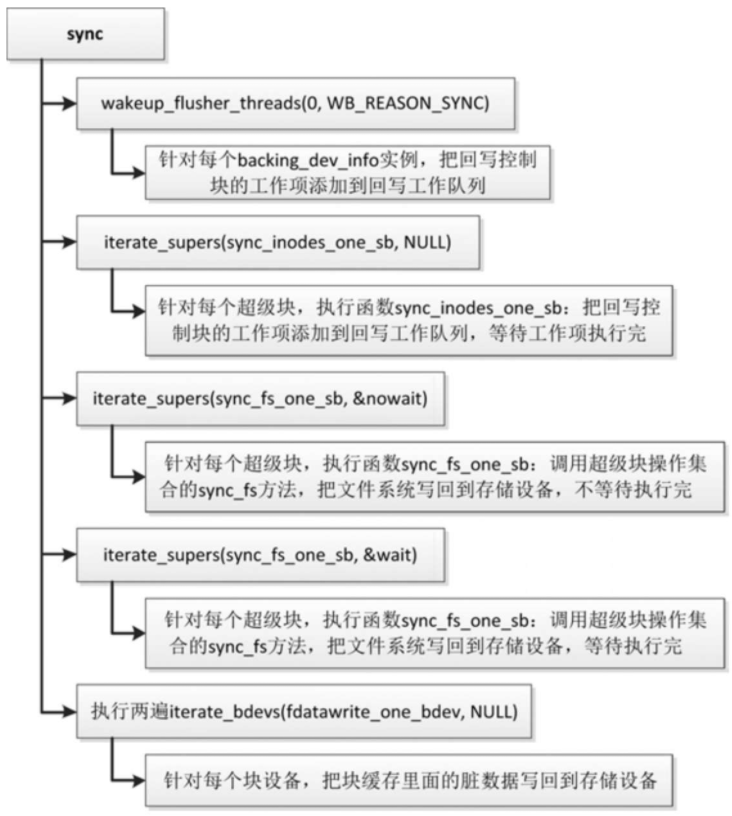 sync
wakeup_flusher_threads(0, WB_REASON_SYNC)
针对每个backing_dev_info实例，把回写控制
块的工作项添加到回写工作队列
iterate_supers(sync_inodes_one_sb, NULL)
针对每个超级块，执行函数sync_inodes_one_sb：把回写控
制块的工作项添加到回写工作队列，等待工作项执行完
iterate_supers(sync_fs_one_sb, &nowait)
针对每个超级块，执行函数sync_fs_one_sb：调用超级块操作集
合的sync_fs方法，把文件系统写回到存储设备，不等待执行完
iterate_supers(sync_fs_one_sb, &wait)
针对每个超级块，执行函数sync_fs_one_sb：调用超级块操作集
合的sync_fs方法，把文件系统写回到存储设备，等待执行完
执行两遍iterate_bdevs(fdatawrite_one_bdev, NULL)
针对每个块设备，把块缓存里面的脏数据写回到存储设备